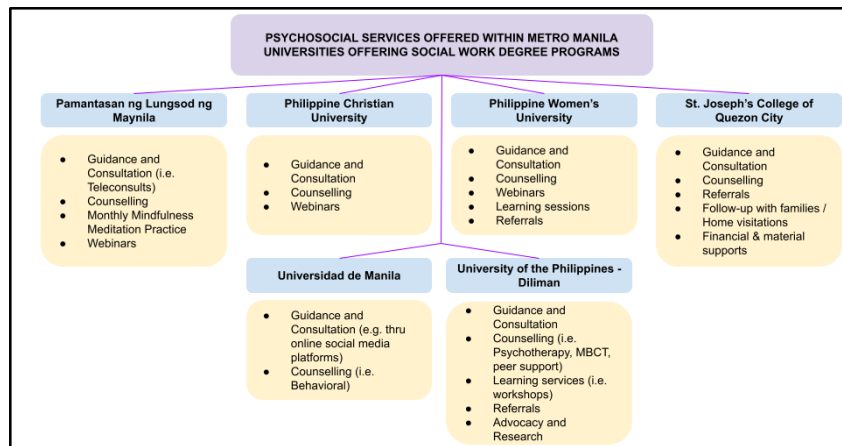 PSYCHOSOCIAL SERVICES OFFERED WITHIN METRO MANILA
UNIVERSITIES OFFERING SOCIAL WORK DEGREE PROGRAMS
Pamantasan ng Lungsod ng
Maynila
● Guidance and
Consultation (i.e.
Teleconsults)
● Counselling
● Monthly Mindfulness
Meditation Practice
● Webinars
Philippine Christian
University
● Guidance and
Consultation
● Counselling
● Webinars
Philippine Women's
University
● Guidance and
Consultation
● Counselling
● Webinars
● Learning sessions
● Referrals
St. Joseph's College of
Quezon City
● Guidance and
Consultation
● Counselling
● Referrals
● Follow-up with families /
Home visitations
● Financial & material
supports
Universidad de Manila
● Guidance and
Consultation (e.g. thru
online social media
platforms)
● Counselling (i.e.
Behavioral)
University of the Philippines -
Diliman
● Guidance and
Consultation
● Counselling (i.e.
Psychotherapy, MBCT,
peer support)
● Learning services (i.e.
workshops)
● Referrals
● Advocacy and
Research